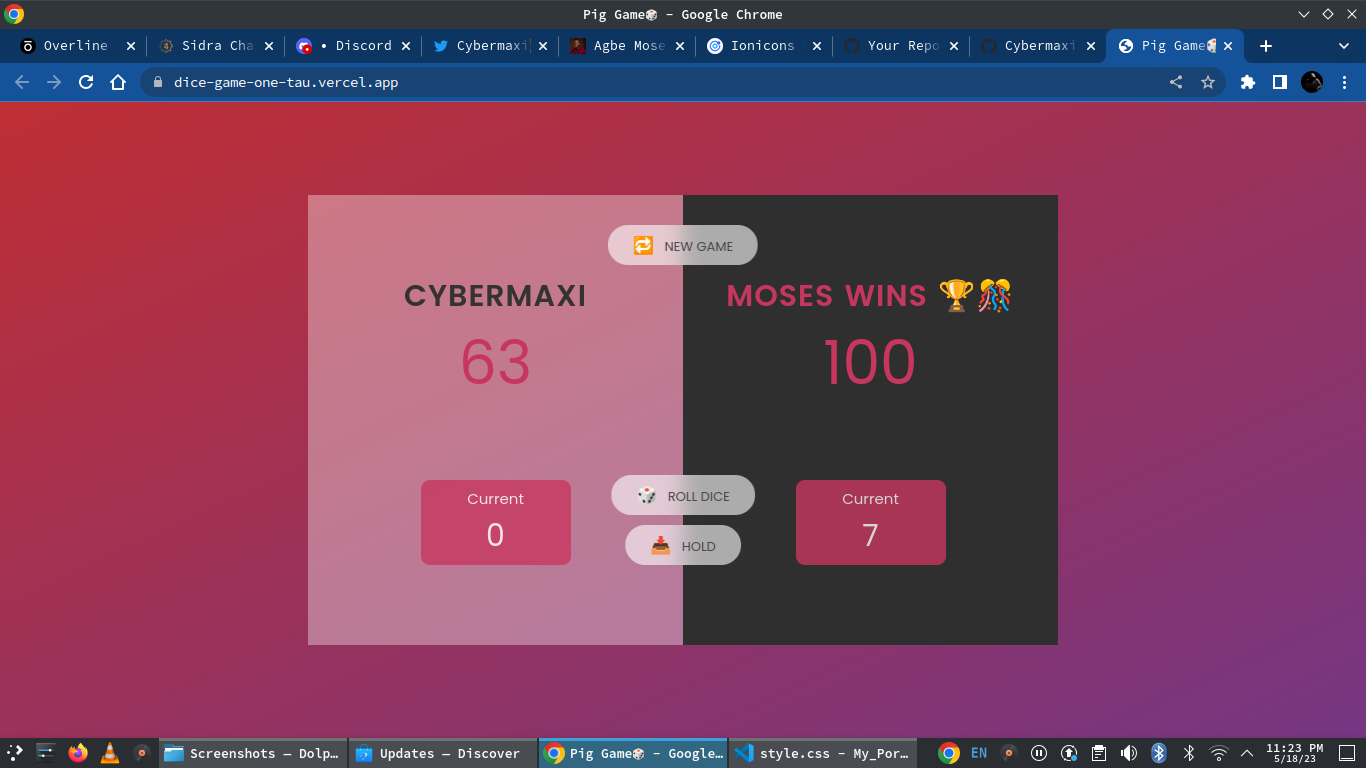 Pig Game🎲 – Google Chrome
Overline
Sidra Cha
• Discord
Cybermaxi
Agbe Mose
Ionicons
Your Repo
Cybermaxi
Pig Game🎲
dice-game-one-tau.vercel.app
🔁 NEW GAME
CYBERMAXI
MOSES WINS 🏆🎊
63
100
Current
0
🎲 ROLL DICE
📥 HOLD
Current
7
Screenshots — Dolp…
Updates — Discover
Pig Game🎲 - Google…
style.css - My_Por…
EN
11:23 PM
5/18/23